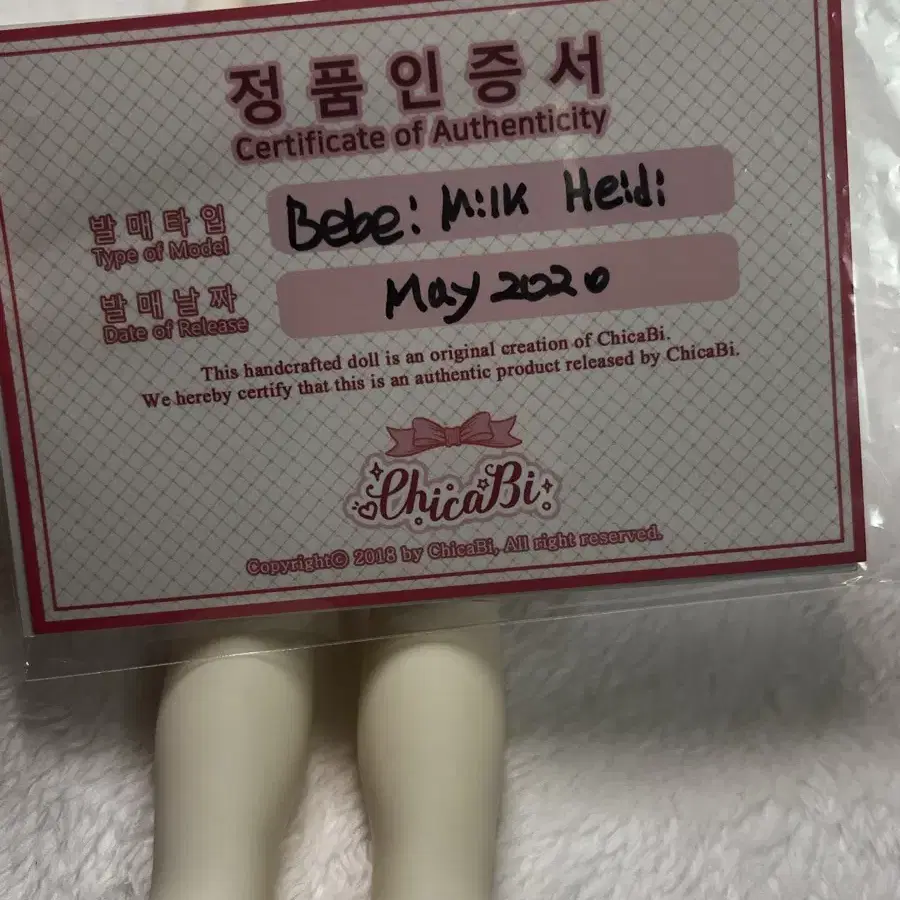 정품인증서
Certificate of Authenticity
발매타입
Type of Model
Bebe: Milk Heidi
발매날짜
Date of Release
May 2020
This handcrafted doll is an original creation of ChicaBi.
We hereby certify that this is an authentic product released by ChicaBi.
ChicaBi
Copyright© 2018 by ChicaBi, All right reserved.